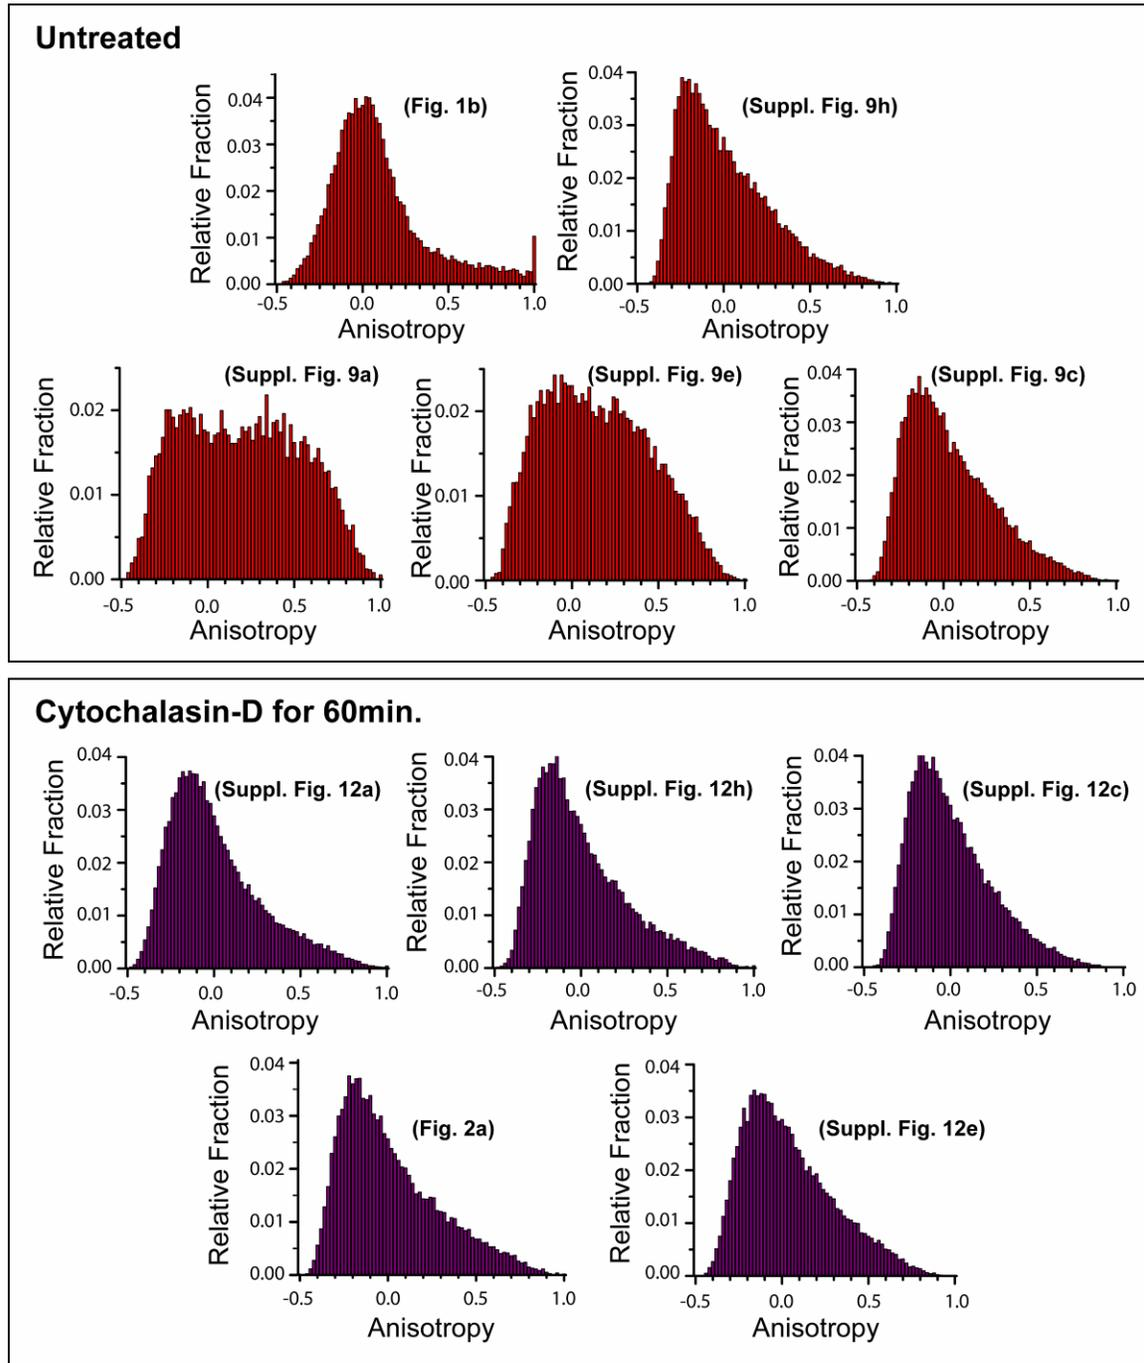 Untreated
Relative Fraction
0.04
0.03
0.02
0.01
0.00
(Fig. 1b)
-0.5 0.0 0.5 1.0
Anisotropy
Relative Fraction
0.04
0.03
0.02
0.01
0.00
(Suppl. Fig. 9h)
-0.5 0.0 0.5 1.0
Anisotropy
Relative Fraction
0.02
0.01
0.00
(Suppl. Fig. 9a)
-0.5 0.0 0.5 1.0
Anisotropy
Relative Fraction
0.02
0.01
0.00
(Suppl. Fig. 9e)
-0.5 0.0 0.5 1.0
Anisotropy
Relative Fraction
0.04
0.03
0.02
0.01
0.00
(Suppl. Fig. 9c)
-0.5 0.0 0.5 1.0
Anisotropy
Cytochalasin-D for 60min.
Relative Fraction
0.04
0.03
0.02
0.01
0.00
(Suppl. Fig. 12a)
-0.5 0.0 0.5 1.0
Anisotropy
Relative Fraction
0.04
0.03
0.02
0.01
0.00
(Suppl. Fig. 12h)
-0.5 0.0 0.5 1.0
Anisotropy
Relative Fraction
0.04
0.03
0.02
0.01
0.00
(Suppl. Fig. 12c)
-0.5 0.0 0.5 1.0
Anisotropy
Relative Fraction
0.04
0.03
0.02
0.01
0.00
(Fig. 2a)
-0.5 0.0 0.5 1.0
Anisotropy
Relative Fraction
0.04
0.03
0.02
0.01
0.00
(Suppl. Fig. 12e)
-0.5 0.0 0.5 1.0
Anisotropy